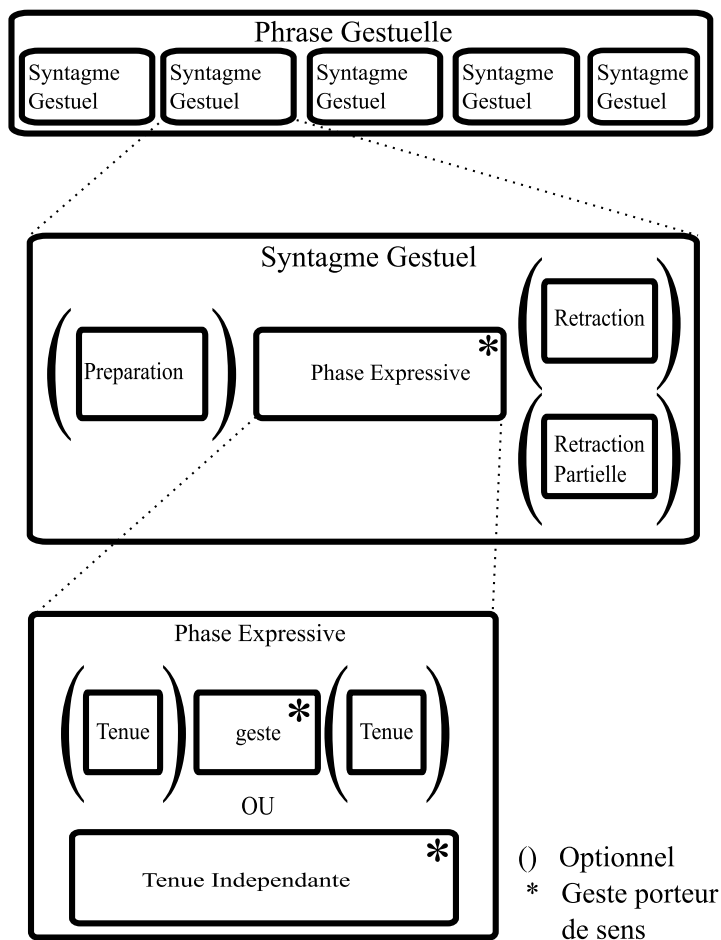 Phrase Gestuelle
Syntagme
Gestuel
Syntagme
Gestuel
Syntagme
Gestuel
Syntagme
Gestuel
Syntagme
Gestuel
Syntagme Gestuel
(
Preparation
)
Phase Expressive
*
(
Retraction
)
(
Retraction
Partielle
)
Phase Expressive
(
Tenue
)
geste
*
(
Tenue
)
OU
Tenue Independante
*
() Optionnel
* Geste porteur
de sens